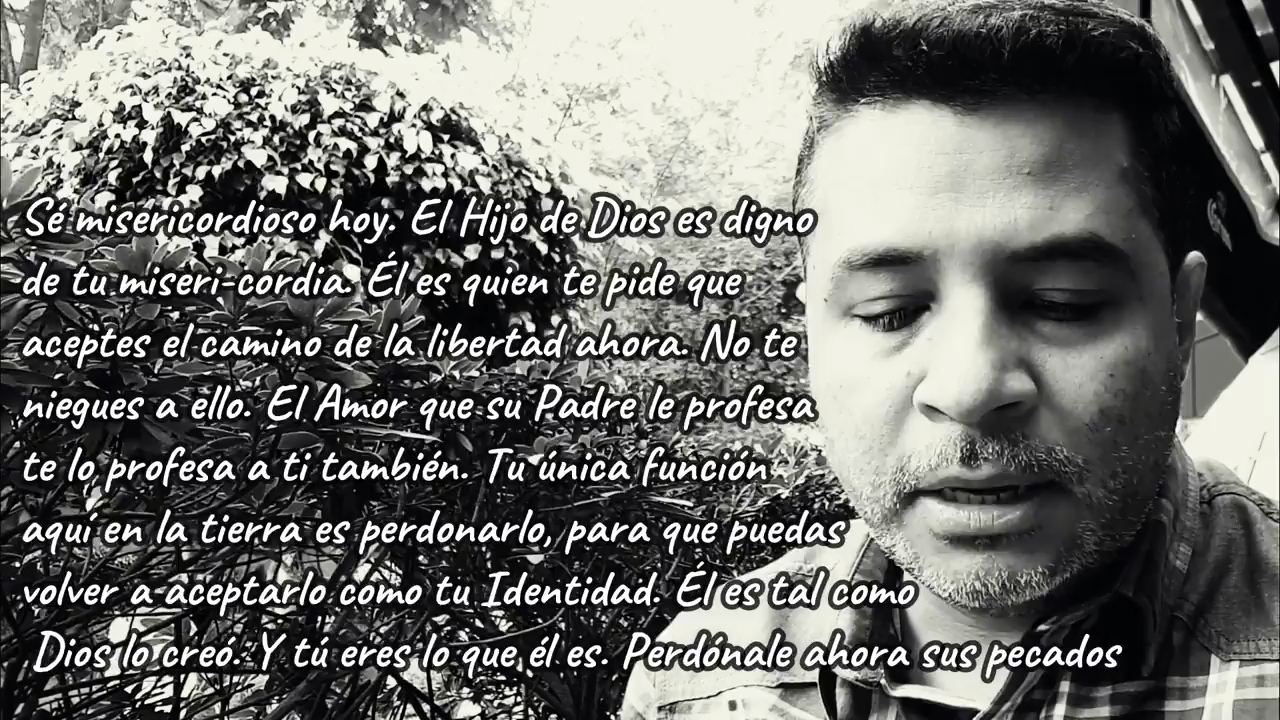 Sé misericordioso hoy. El Hijo de Dios es digno
de tu miseri-cordia. Él es quien te pide que
aceptes el camino de la libertad ahora. No te
niegues a ello. El Amor que su Padre le profesa
te lo profesa a ti también. Tu única función
aquí en la tierra es perdonarlo, para que puedas
volver a aceptarlo como tu Identidad. Él es tal como
Dios lo creó. Y tú eres lo que él es. Perdónale ahora sus pecados